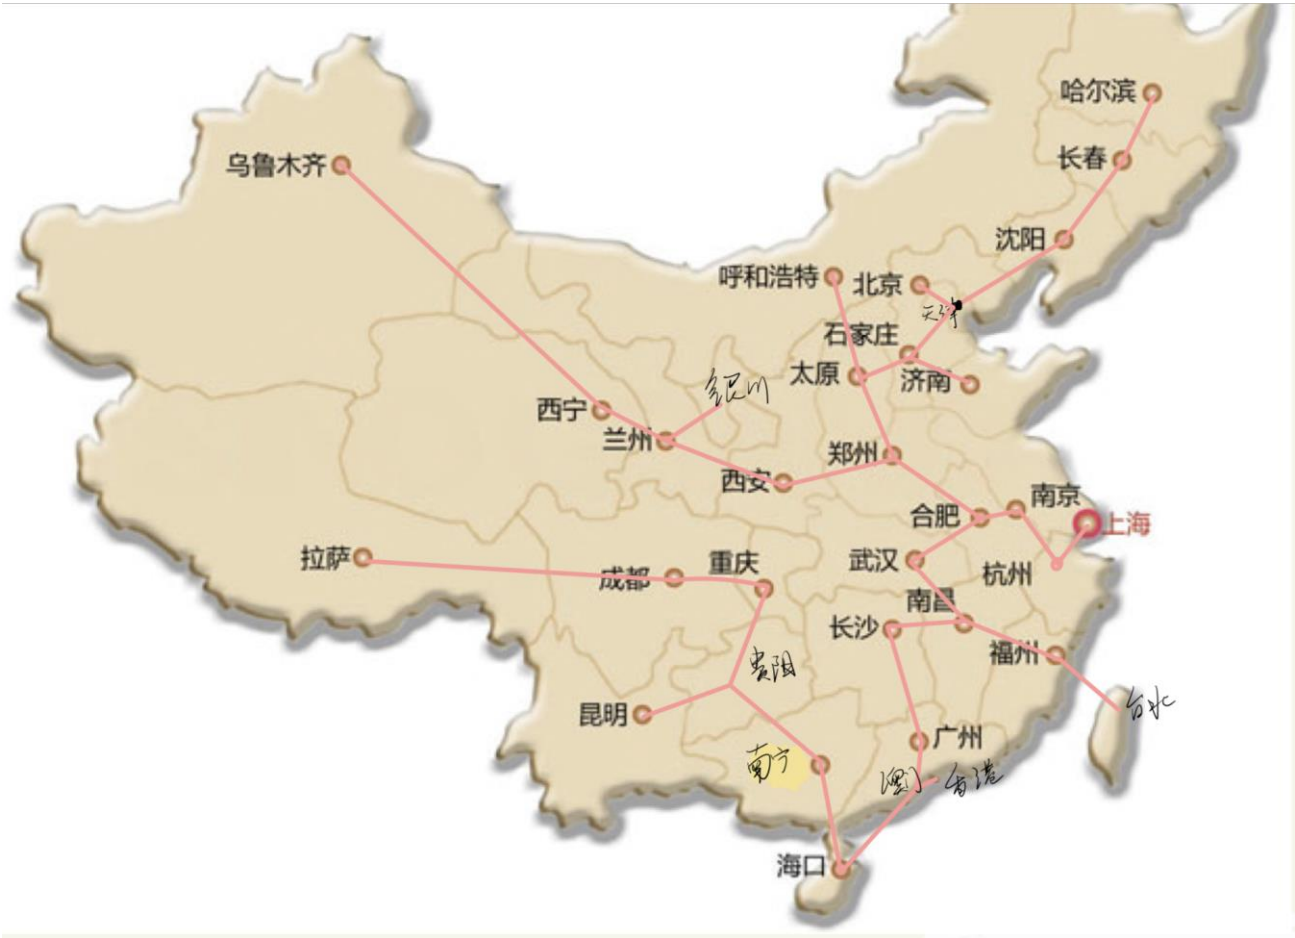 哈尔滨
长春
乌鲁木齐
沈阳
呼和浩特
北京
天津
石家庄
太原
济南
银川
西宁
兰州
郑州
西安
南京
合肥
上海
拉萨
成都
重庆
武汉
杭州
南昌
长沙
福州
贵阳
昆明
台北
广州
南宁
澳门
香港
海口